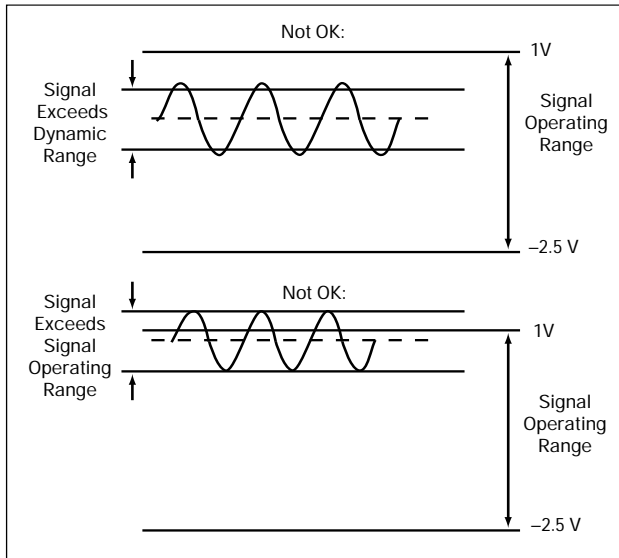 Not OK:
1V
Signal
Exceeds
Dynamic
Range
Signal
Operating
Range
−2.5 V
Not OK:
Signal
Exceeds
Signal
Operating
Range
1V
Signal
Operating
Range
−2.5 V